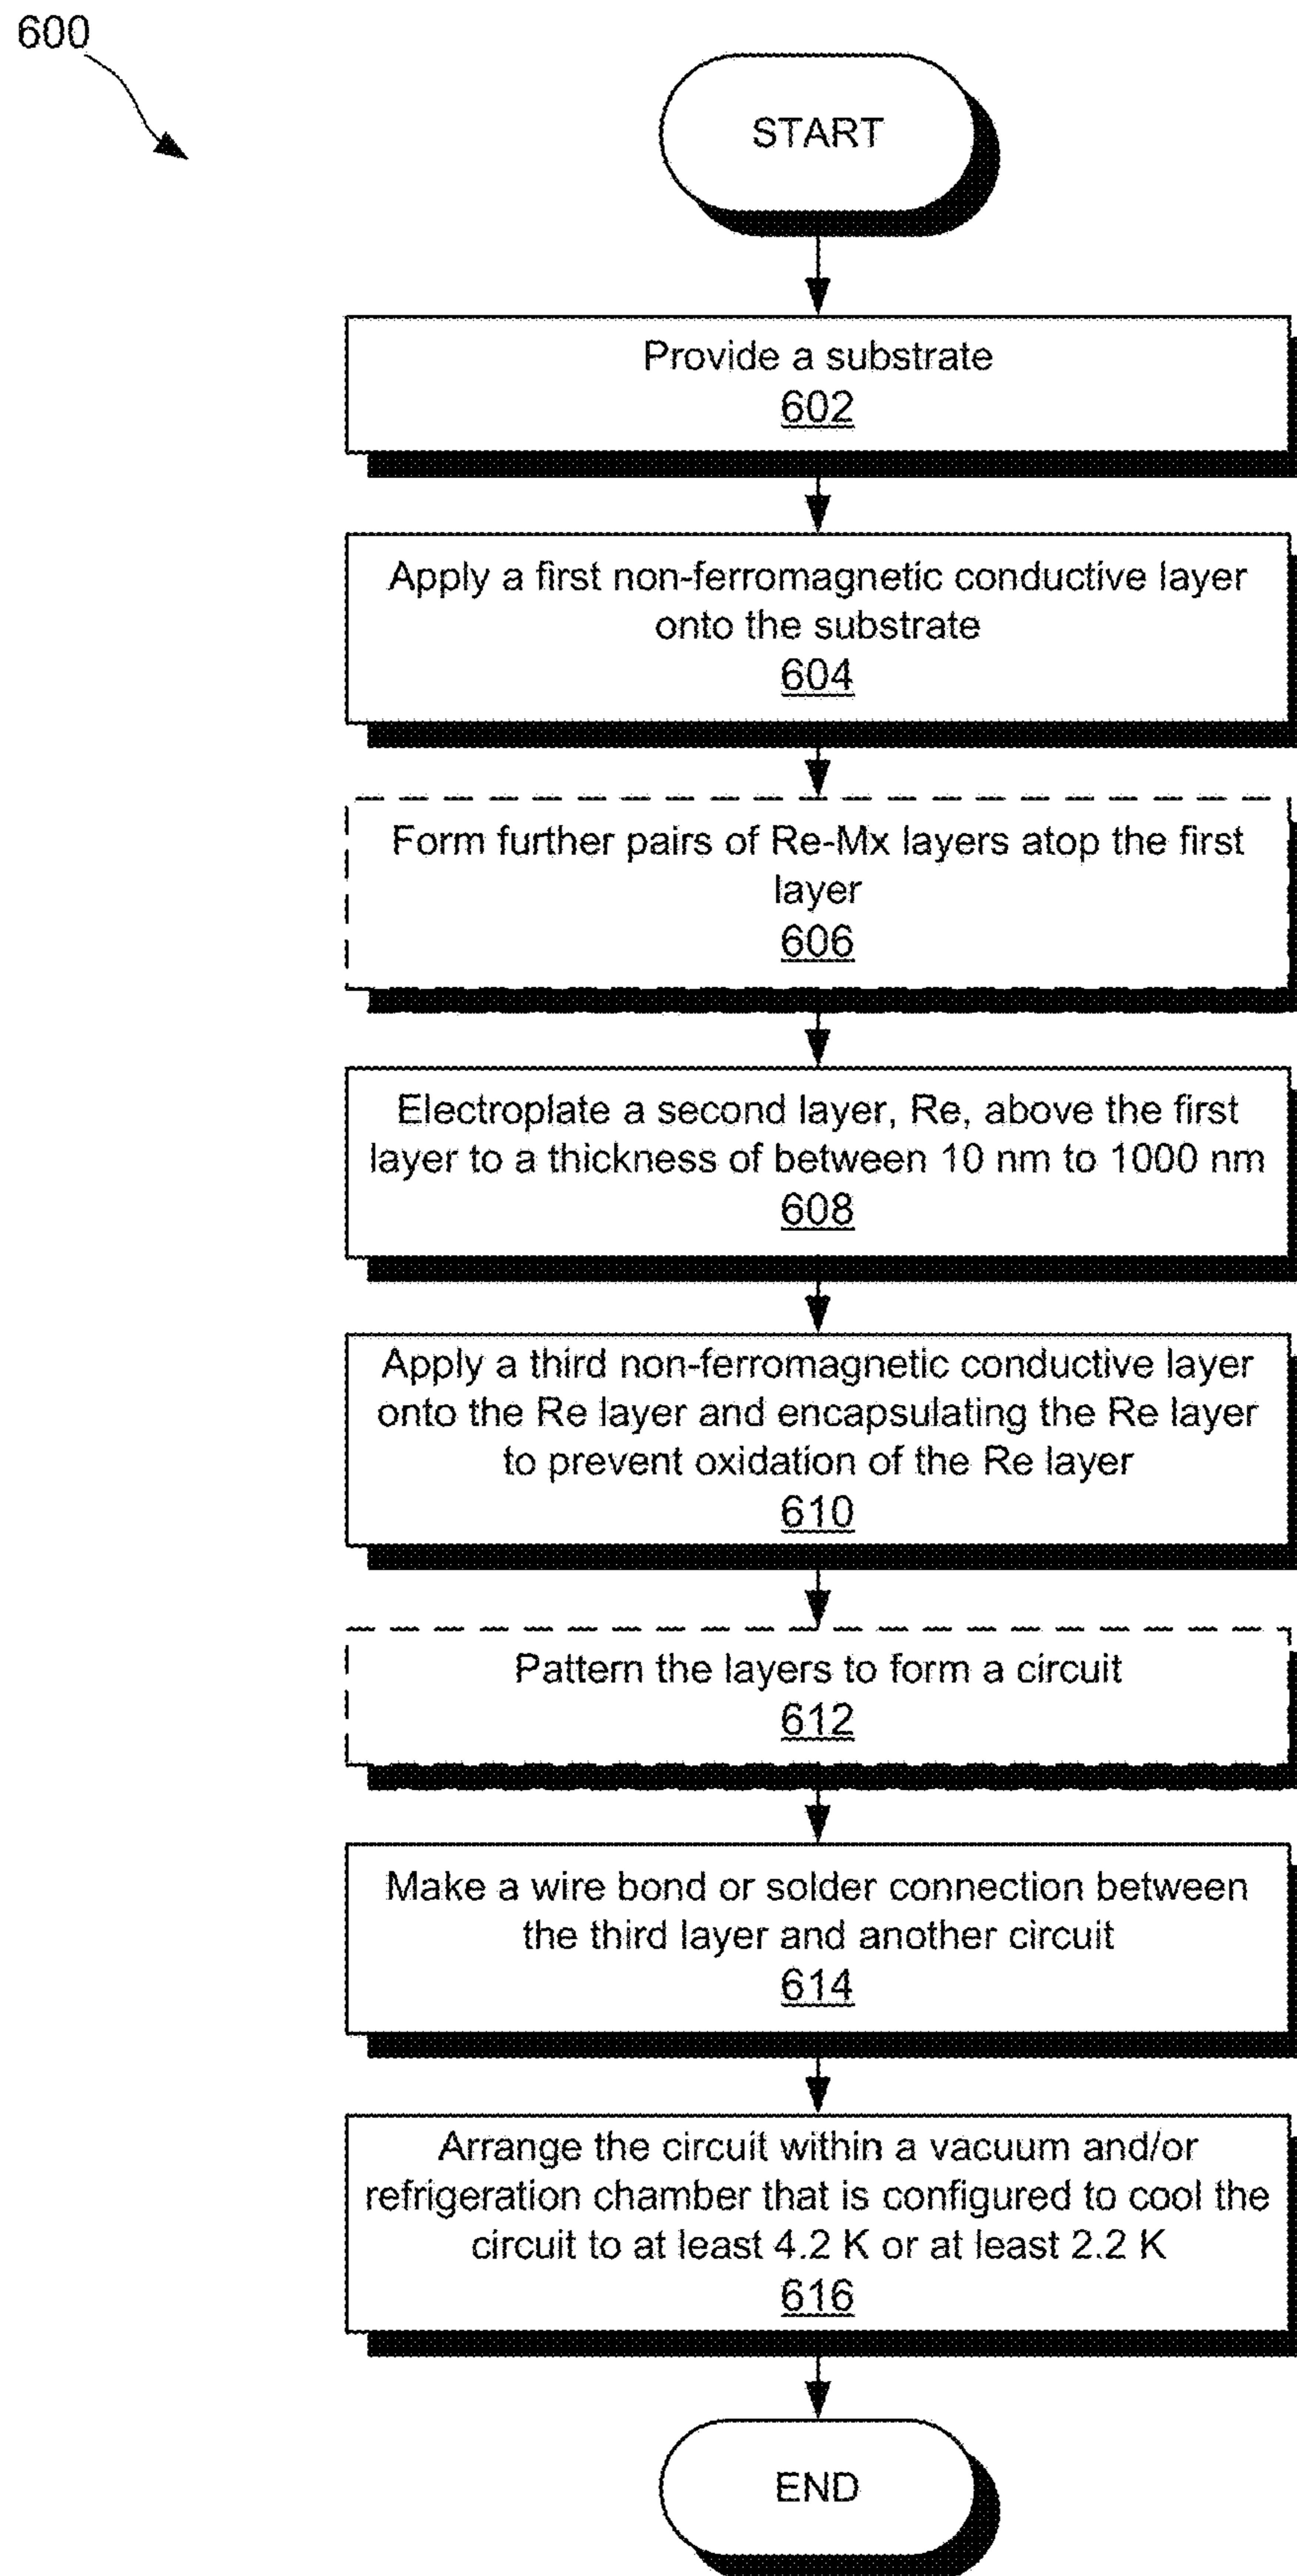 600
START
Provide a substrate
602
Apply a first non-ferromagnetic conductive layer
onto the substrate
604
Form further pairs of Re-Mx layers atop the first
layer
606
Electroplate a second layer, Re, above the first
layer to a thickness of between 10 nm to 1000 nm
608
Apply a third non-ferromagnetic conductive layer
onto the Re layer and encapsulating the Re layer
to prevent oxidation of the Re layer
610
Pattern the layers to form a circuit
612
Make a wire bond or solder connection between
the third layer and another circuit
614
Arrange the circuit within a vacuum and/or
refrigeration chamber that is configured to cool the
circuit to at least 4.2 K or at least 2.2 K
616
END